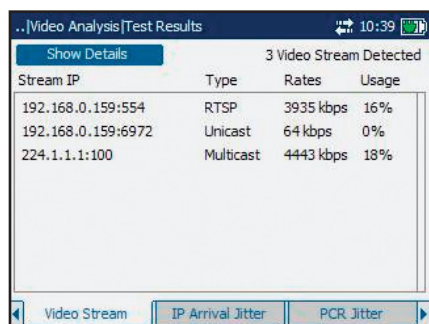 ..|Video Analysis|Test Results 10:39
Show Details 3 Video Stream Detected
Stream IP Type Rates Usage
192.168.0.159:554 RTSP 3935 kbps 16%
192.168.0.159:6972 Unicast 64 kbps 0%
224.1.1.1:100 Multicast 4443 kbps 18%
Video Stream IP Arrival Jitter PCR Jitter